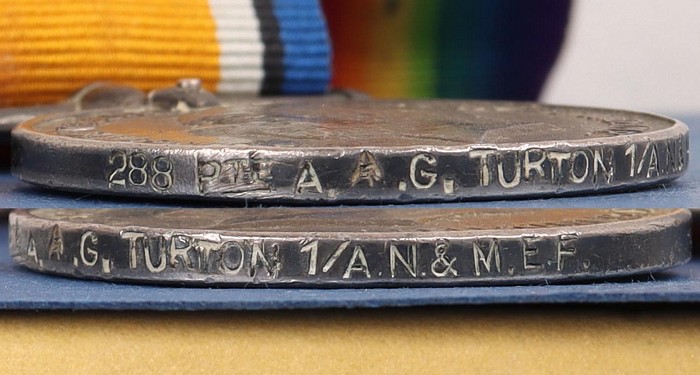 288 PTE A. A. G. TURTON 1/A.N.&
A. A. G. TURTON 1/A.N.& M.E.F.